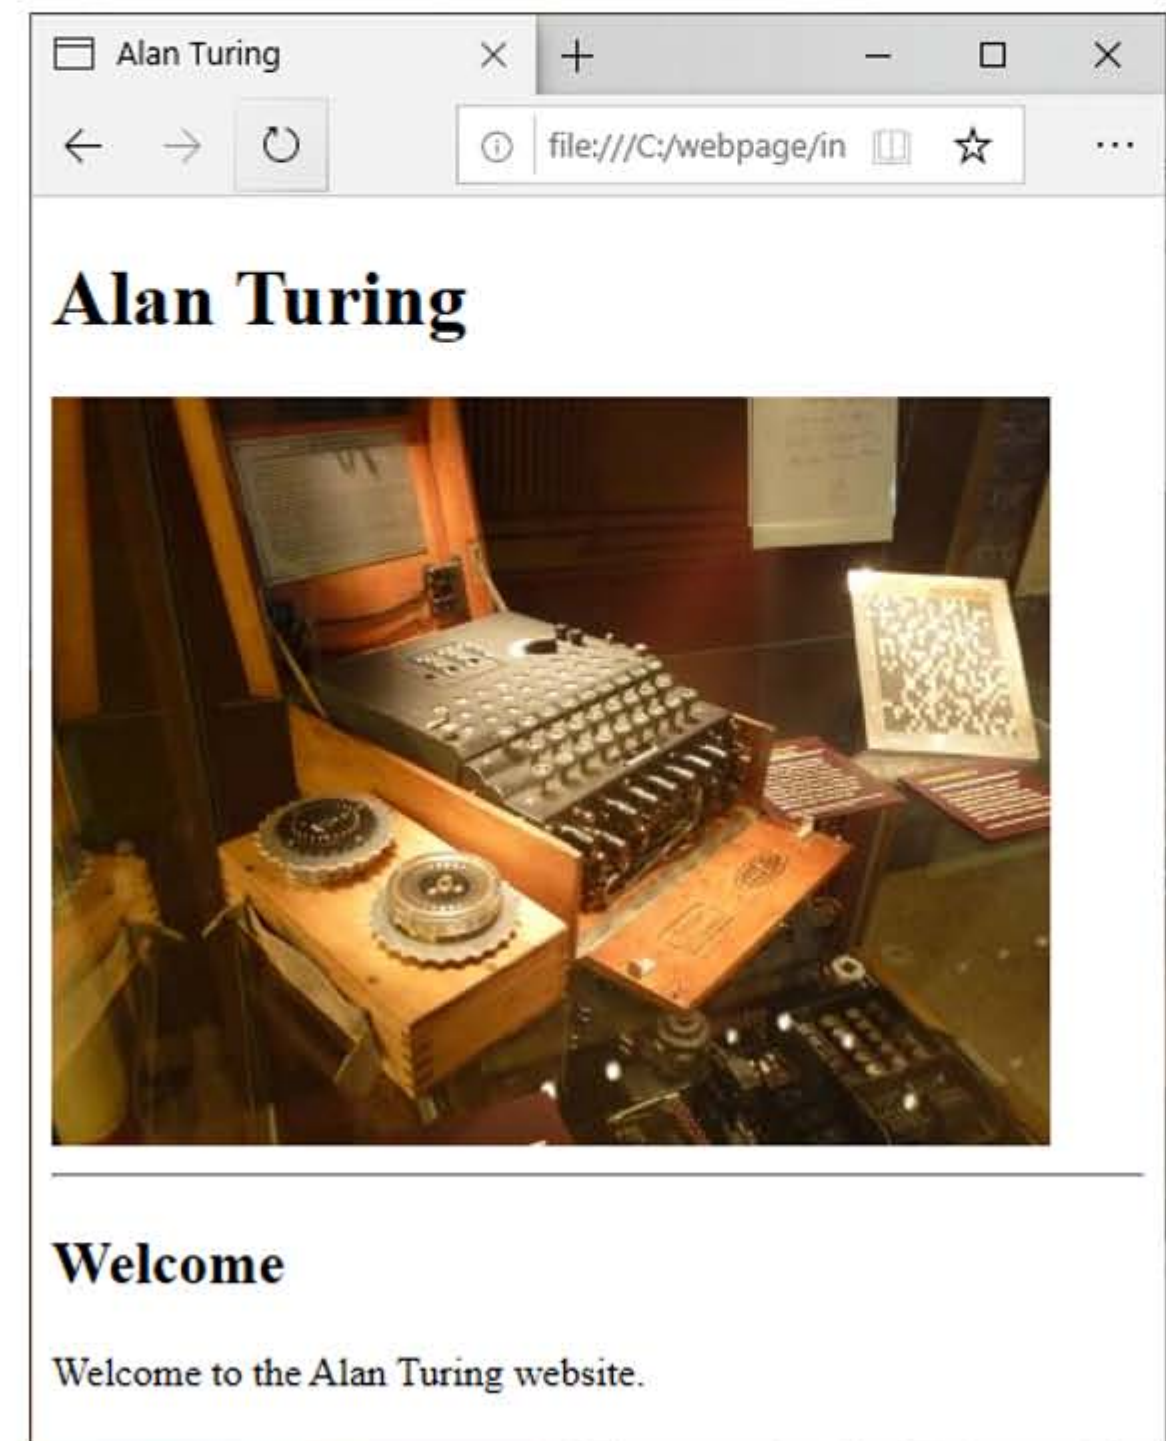 Alan Turing
file:///C:/webpage/in
Alan Turing
Welcome
Welcome to the Alan Turing website.